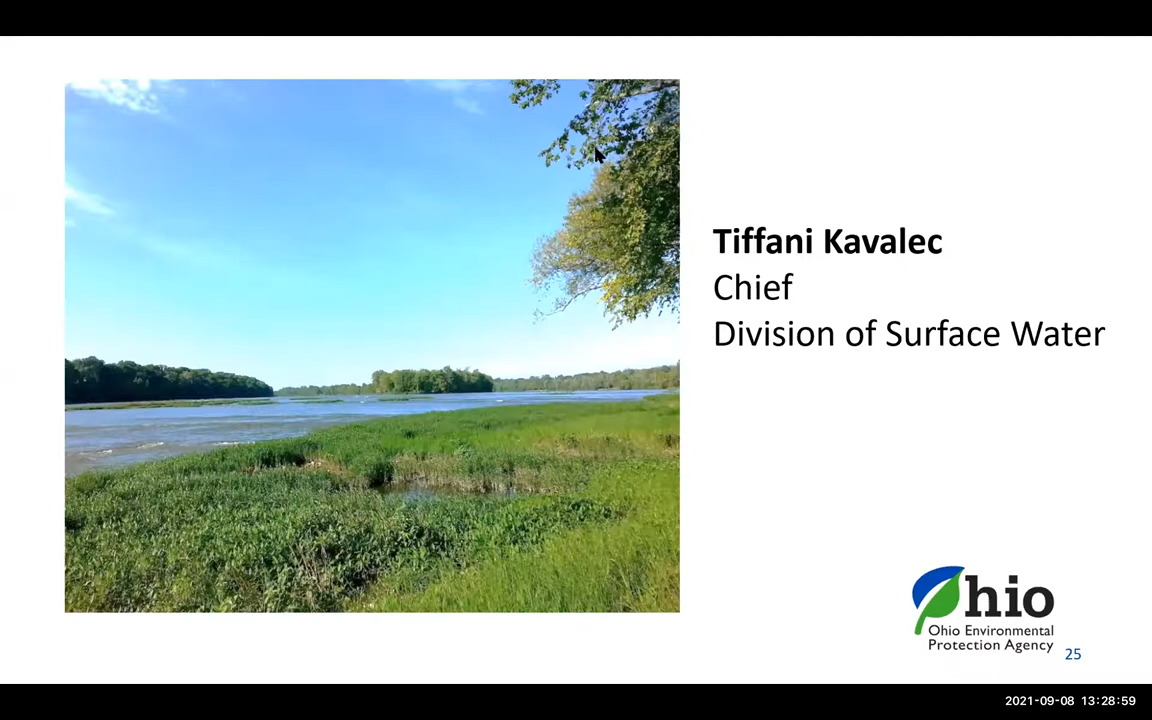 Tiffani Kavalec
Chief
Division of Surface Water
Ohio
Ohio Environmental
Protection Agency
25
2021-09-08 13:28:59